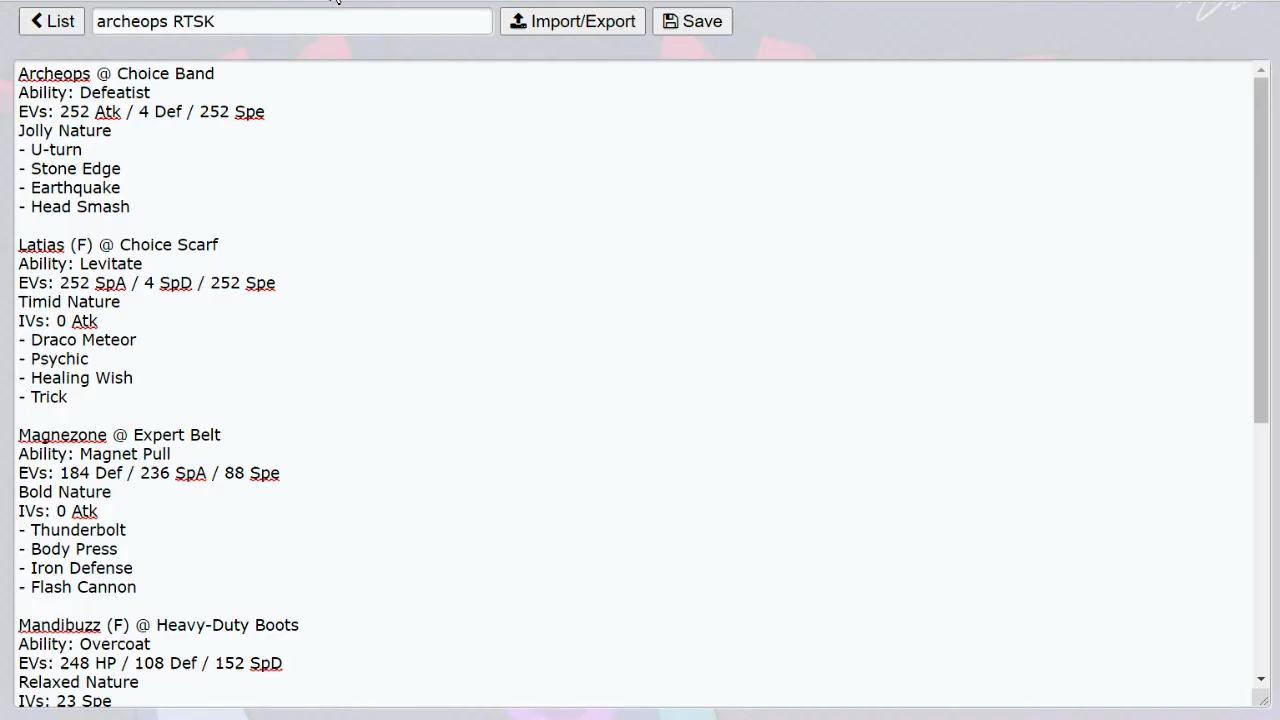 List
archeops RTSK
Import/Export
Save
Archeops @ Choice Band
Ability: Defeatist
EVs: 252 Atk / 4 Def / 252 Spe
Jolly Nature
- U-turn
- Stone Edge
- Earthquake
- Head Smash
Latias (F) @ Choice Scarf
Ability: Levitate
EVs: 252 SpA / 4 SpD / 252 Spe
Timid Nature
IVs: 0 Atk
- Draco Meteor
- Psychic
- Healing Wish
- Trick
Magnezone @ Expert Belt
Ability: Magnet Pull
EVs: 184 Def / 236 SpA / 88 Spe
Bold Nature
IVs: 0 Atk
- Thunderbolt
- Body Press
- Iron Defense
- Flash Cannon
Mandibuzz (F) @ Heavy-Duty Boots
Ability: Overcoat
EVs: 248 HP / 108 Def / 152 SpD
Relaxed Nature
IVs: 23 Spe